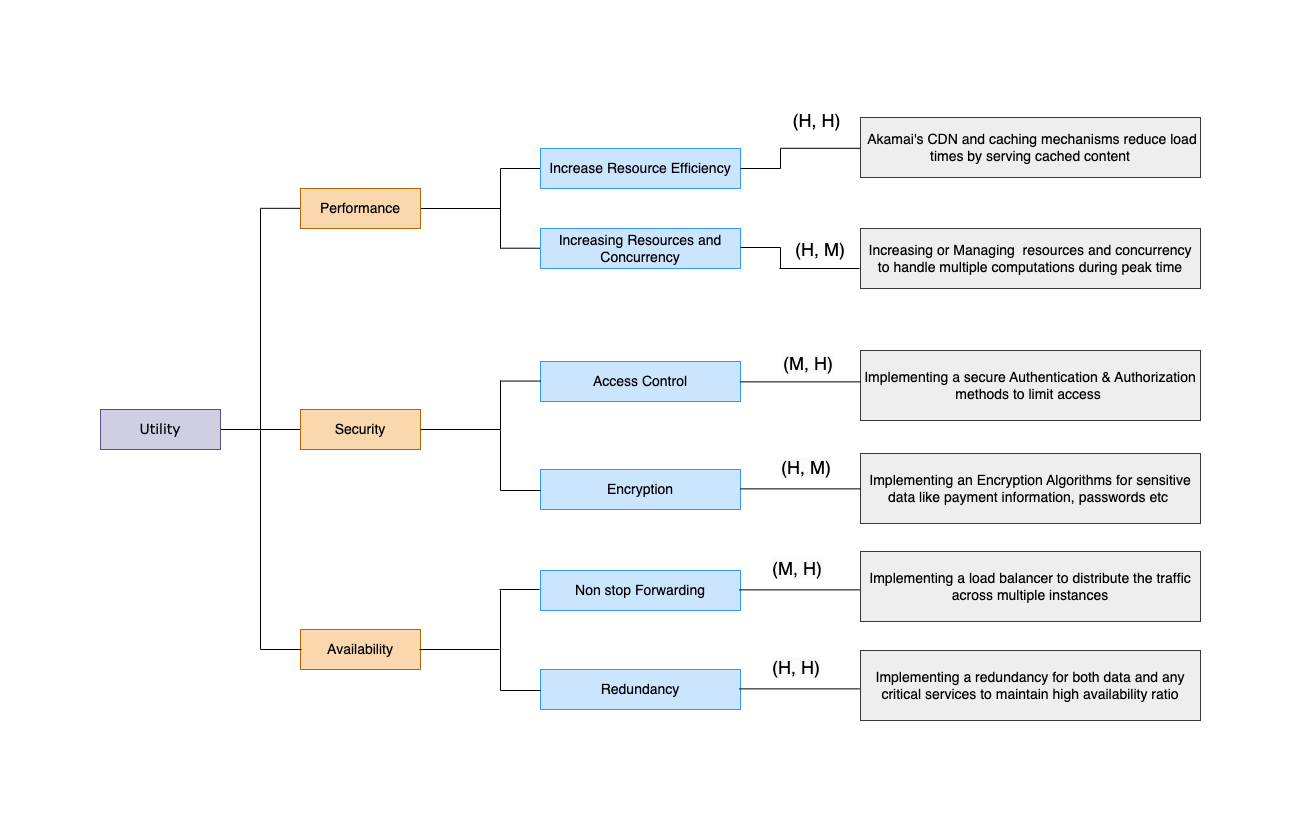 (H, H)
Akamai's CDN and caching mechanisms reduce load
times by serving cached content
Increase Resource Efficiency
Performance
Increasing Resources and
Concurrency
(H, M)
Increasing or Managing  resources and concurrency
to handle multiple computations during peak time
(M, H)
Access Control
Implementing a secure Authentication & Authorization
methods to limit access
Utility
Security
(H, M)
Encryption
Implementing an Encryption Algorithms for sensitive
data like payment information, passwords etc
(M, H)
Non stop Forwarding
Implementing a load balancer to distribute the traffic
across multiple instances
Availability
(H, H)
Redundancy
Implementing a redundancy for both data and any
critical services to maintain high availability ratio